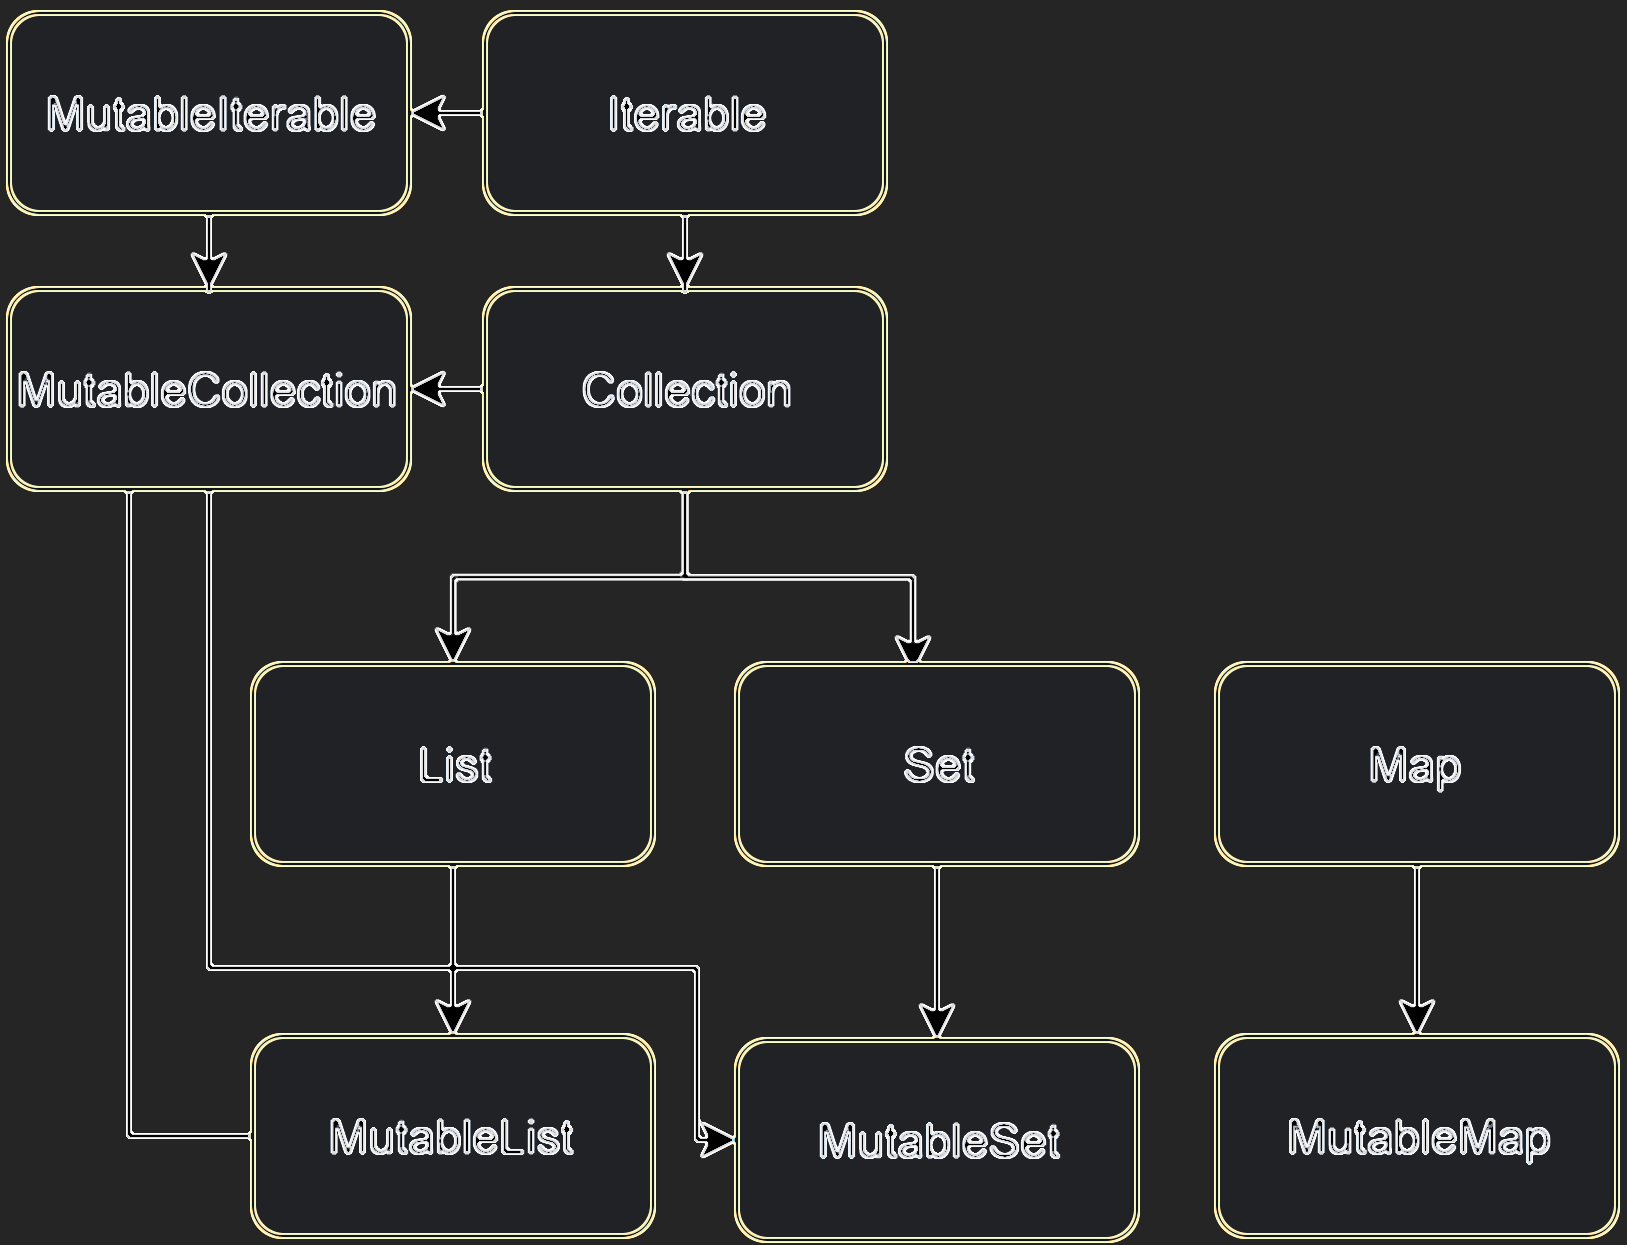 MutableIterable
Iterable
MutableCollection
Collection
List
Set
Map
MutableList
MutableSet
MutableMap